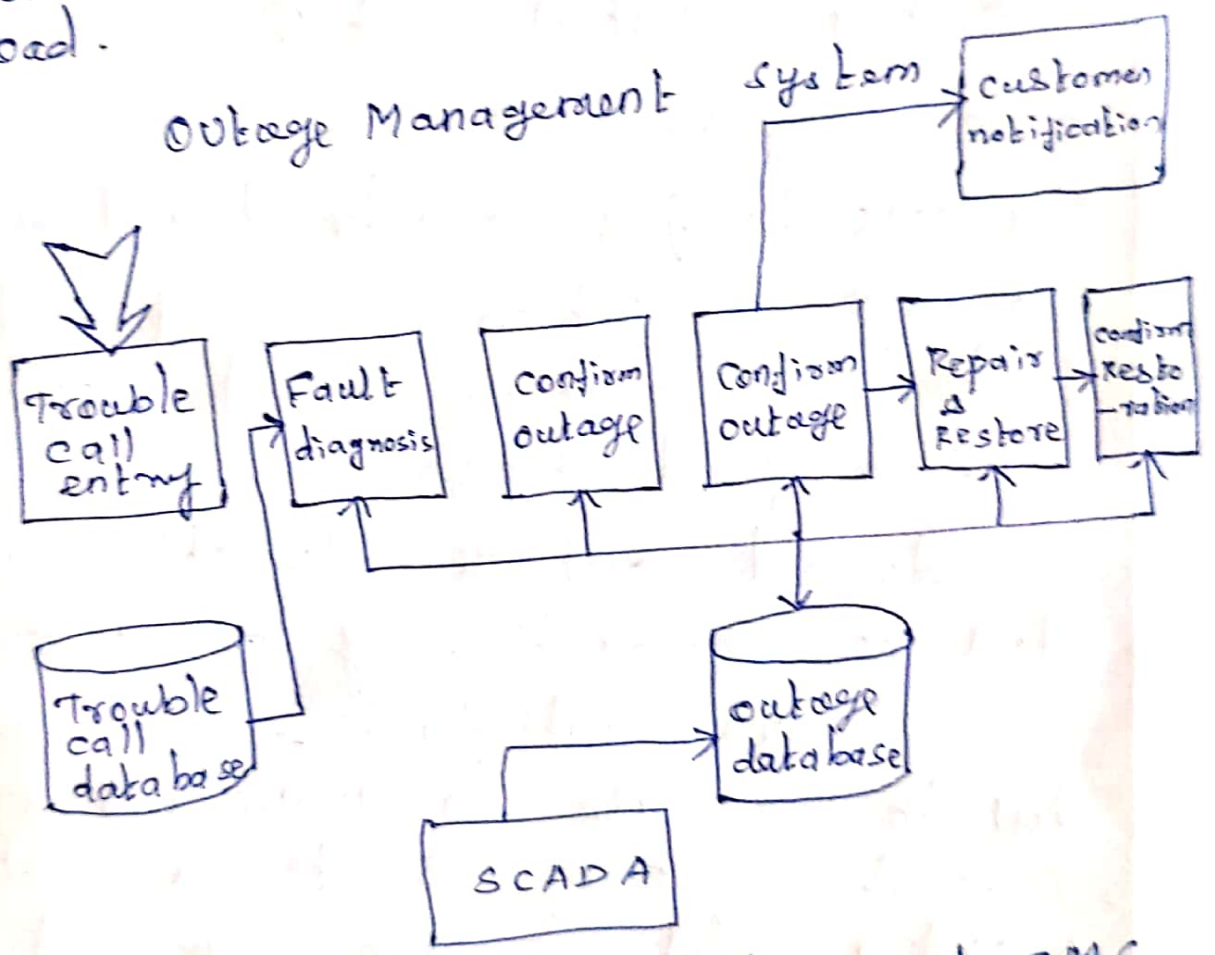 oad.
Outage Management System
Customer
notification
Trouble
call
entry
Fault
diagnosis
Confirm
outage
Confirm
outage
Repair
&
Restore
Confirm
Resto
-ration
Trouble
call
database
outage
database
SCADA